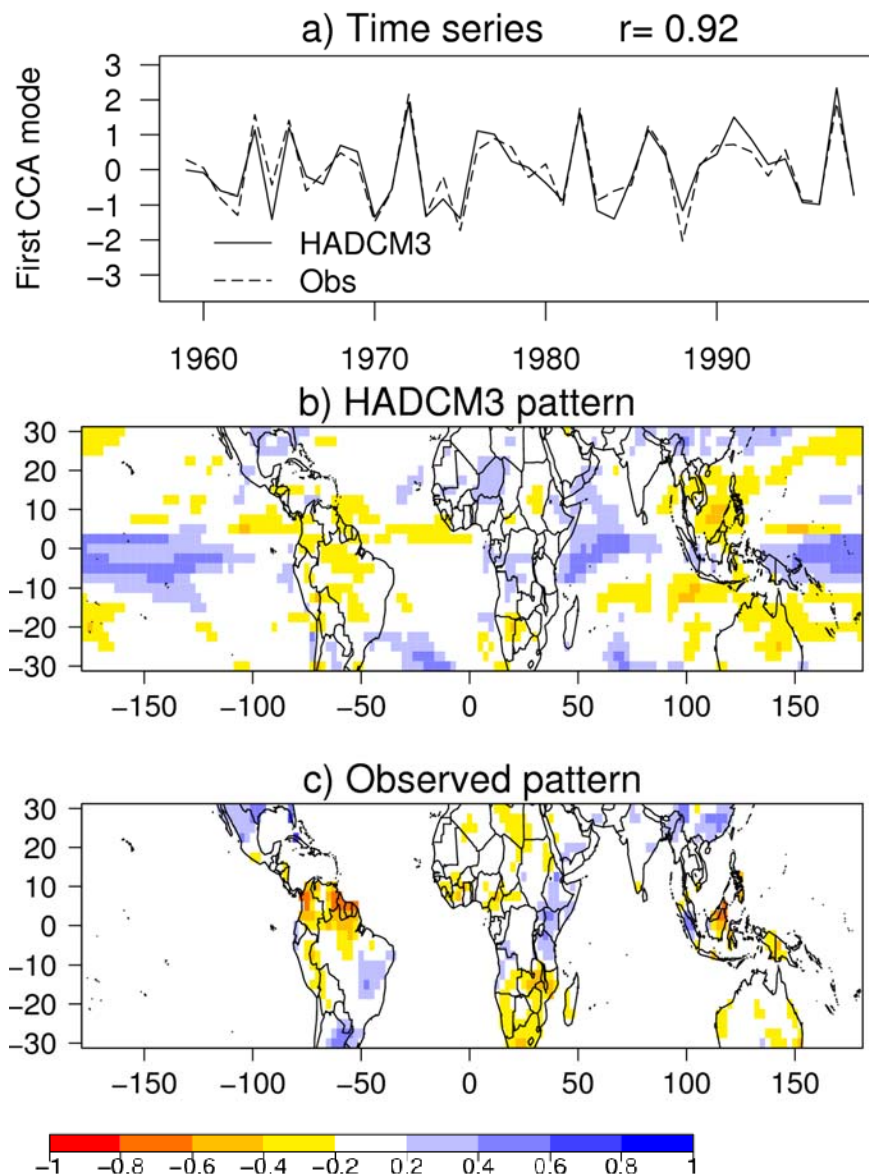 a) Time series r= 0.92
First CCA mode
3
2
1
0
−1
−2
−3
HADCM3
Obs
1960 1970 1980 1990
b) HADCM3 pattern
30
20
10
0
−10
−20
−30
−150 −100 −50 0 50 100 150
c) Observed pattern
30
20
10
0
−10
−20
−30
−150 −100 −50 0 50 100 150
−1 −0.8 −0.6 −0.4 −0.2 0.2 0.4 0.6 0.8 1